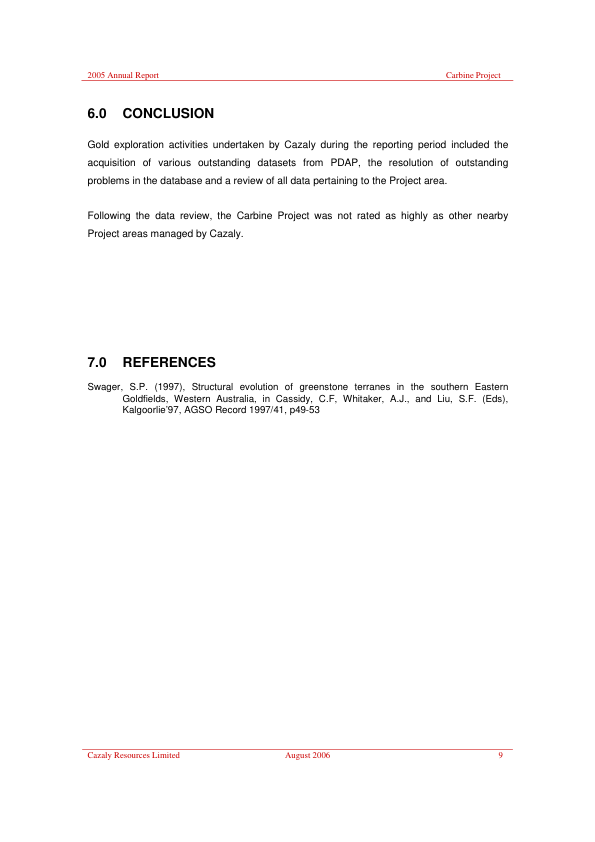 2005 Annual Report Carbine Project
6.0 CONCLUSION
Gold exploration activities undertaken by Cazaly during the reporting period included the
acquisition of various outstanding datasets from PDAP, the resolution of outstanding
problems in the database and a review of all data pertaining to the Project area.
Following the data review, the Carbine Project was not rated as highly as other nearby
Project areas managed by Cazaly.
7.0 REFERENCES
Swager, S.P. (1997), Structural evolution of greenstone terranes in the southern Eastern
Goldfields, Western Australia, in Cassidy, C.F, Whitaker, A.J., and Liu, S.F. (Eds),
Kalgoorlie'97, AGSO Record 1997/41, p49-53
Cazaly Resources Limited August 2006 9